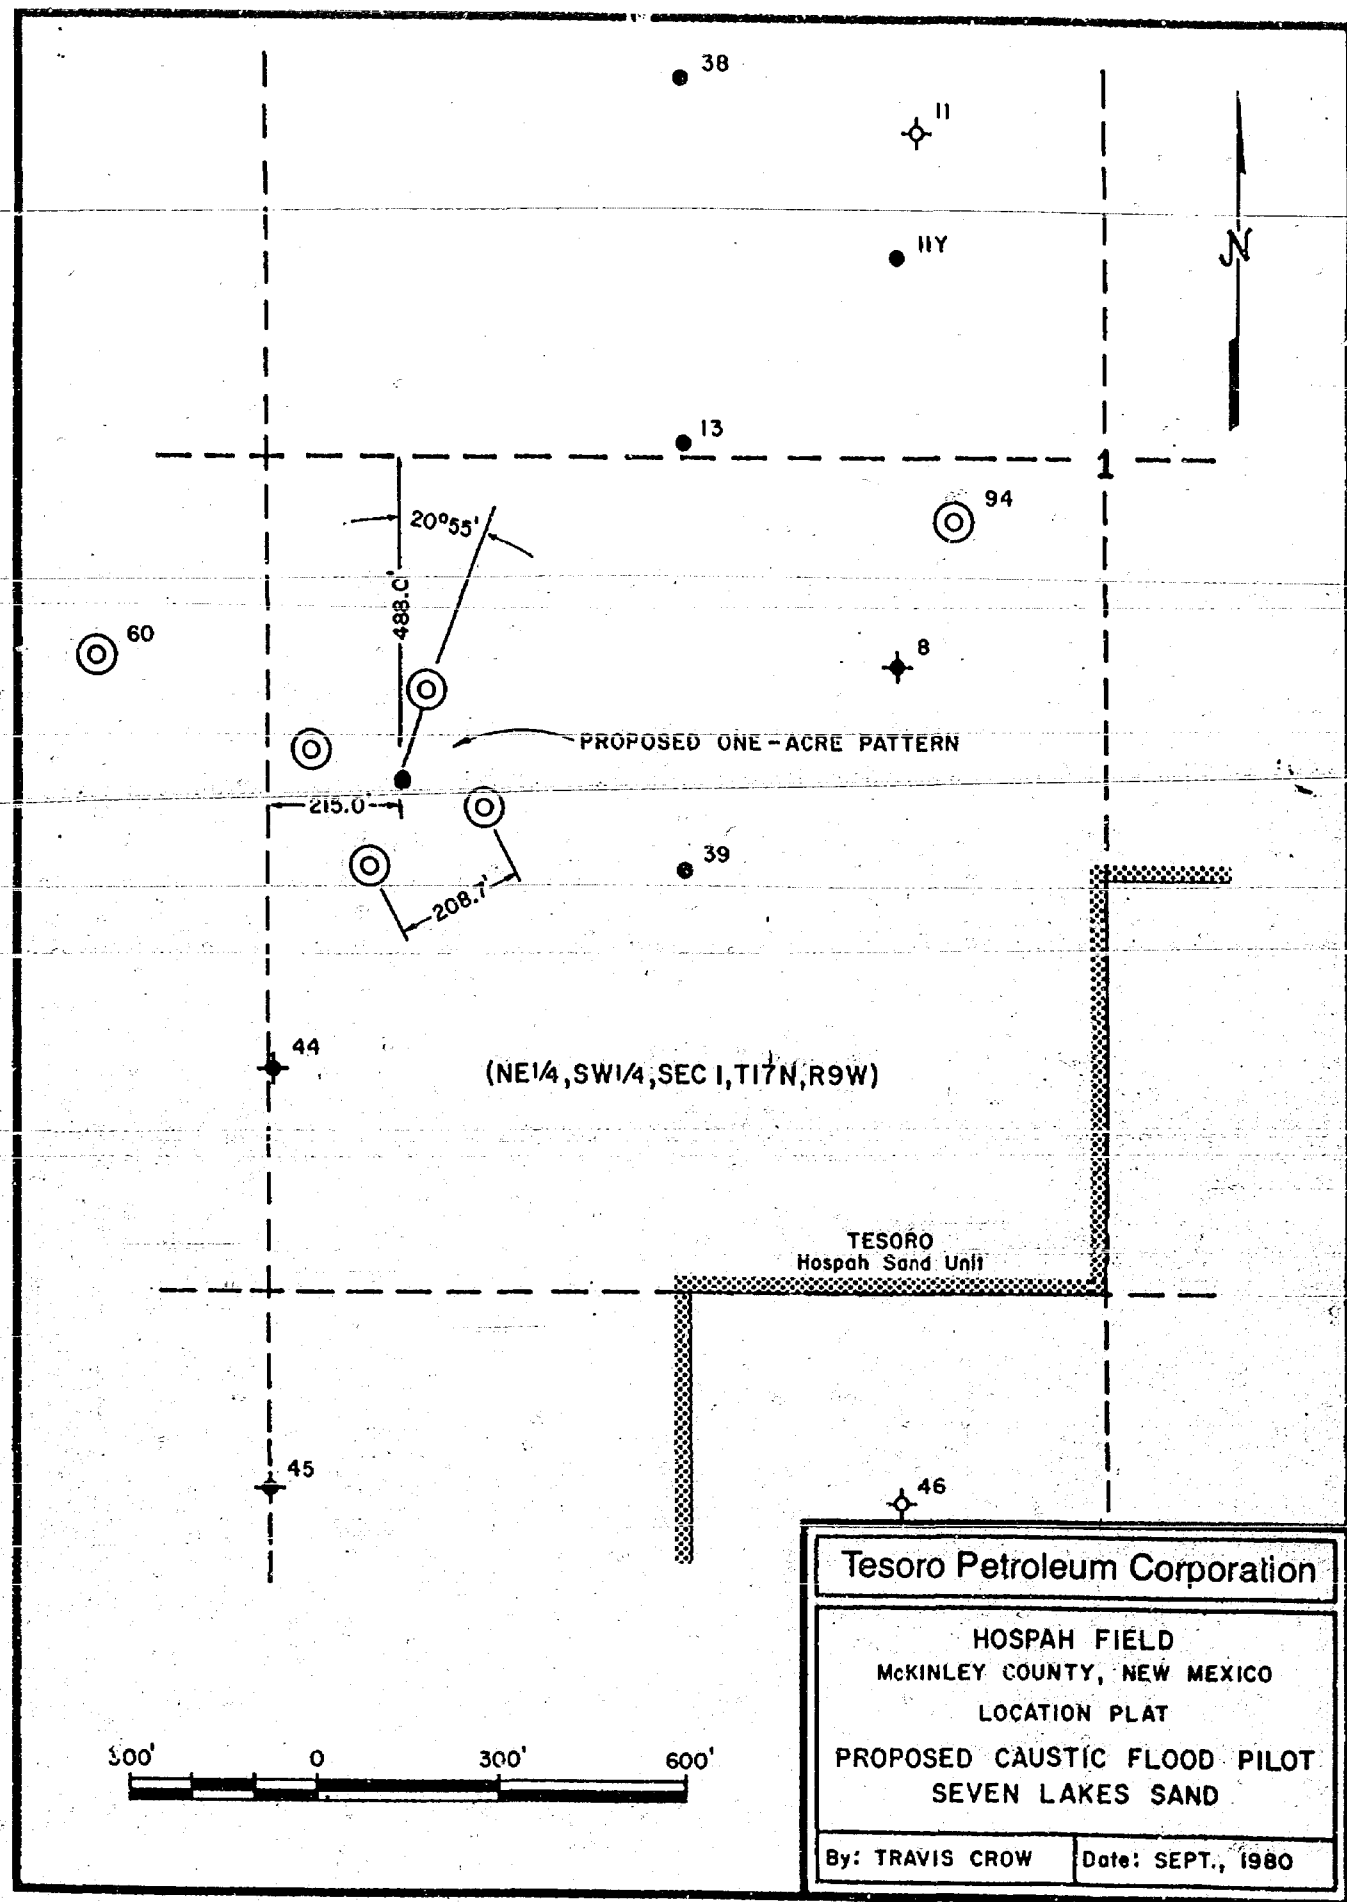 38
11
11Y
N
13
1
94
20°55'
488.0'
60
8
PROPOSED ONE-ACRE PATTERN
215.0'
39
208.7'
44
(NE1/4,SW1/4,SEC 1,T17N,R9W)
TESORO
Hospah Sand Unit
45
46
300' 0 300' 600'
Tesoro Petroleum Corporation
HOSPAH FIELD
McKINLEY COUNTY, NEW MEXICO
LOCATION PLAT
PROPOSED CAUSTIC FLOOD PILOT
SEVEN LAKES SAND
By: TRAVIS CROW Date: SEPT., 1980